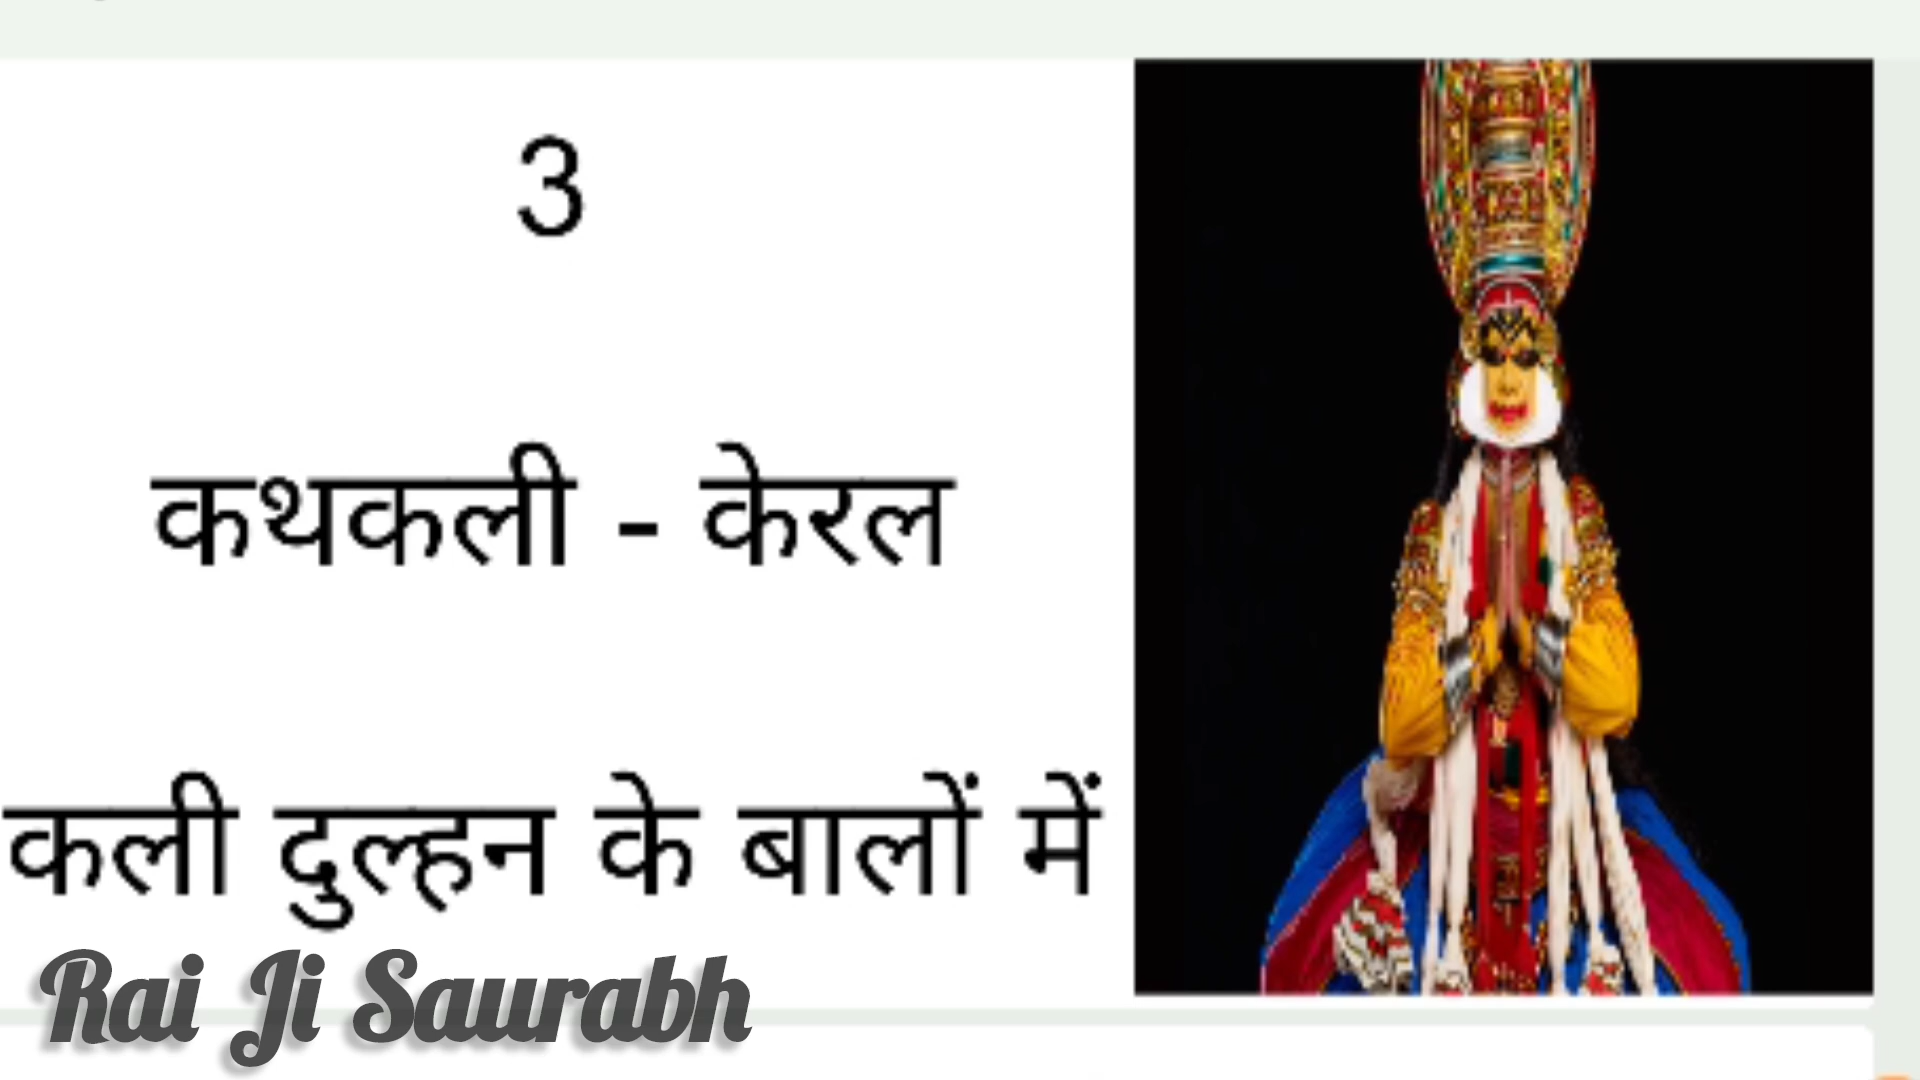 3
कथकली - केरल
कली दुल्हन के बालों में
Rai Ji Saurabh